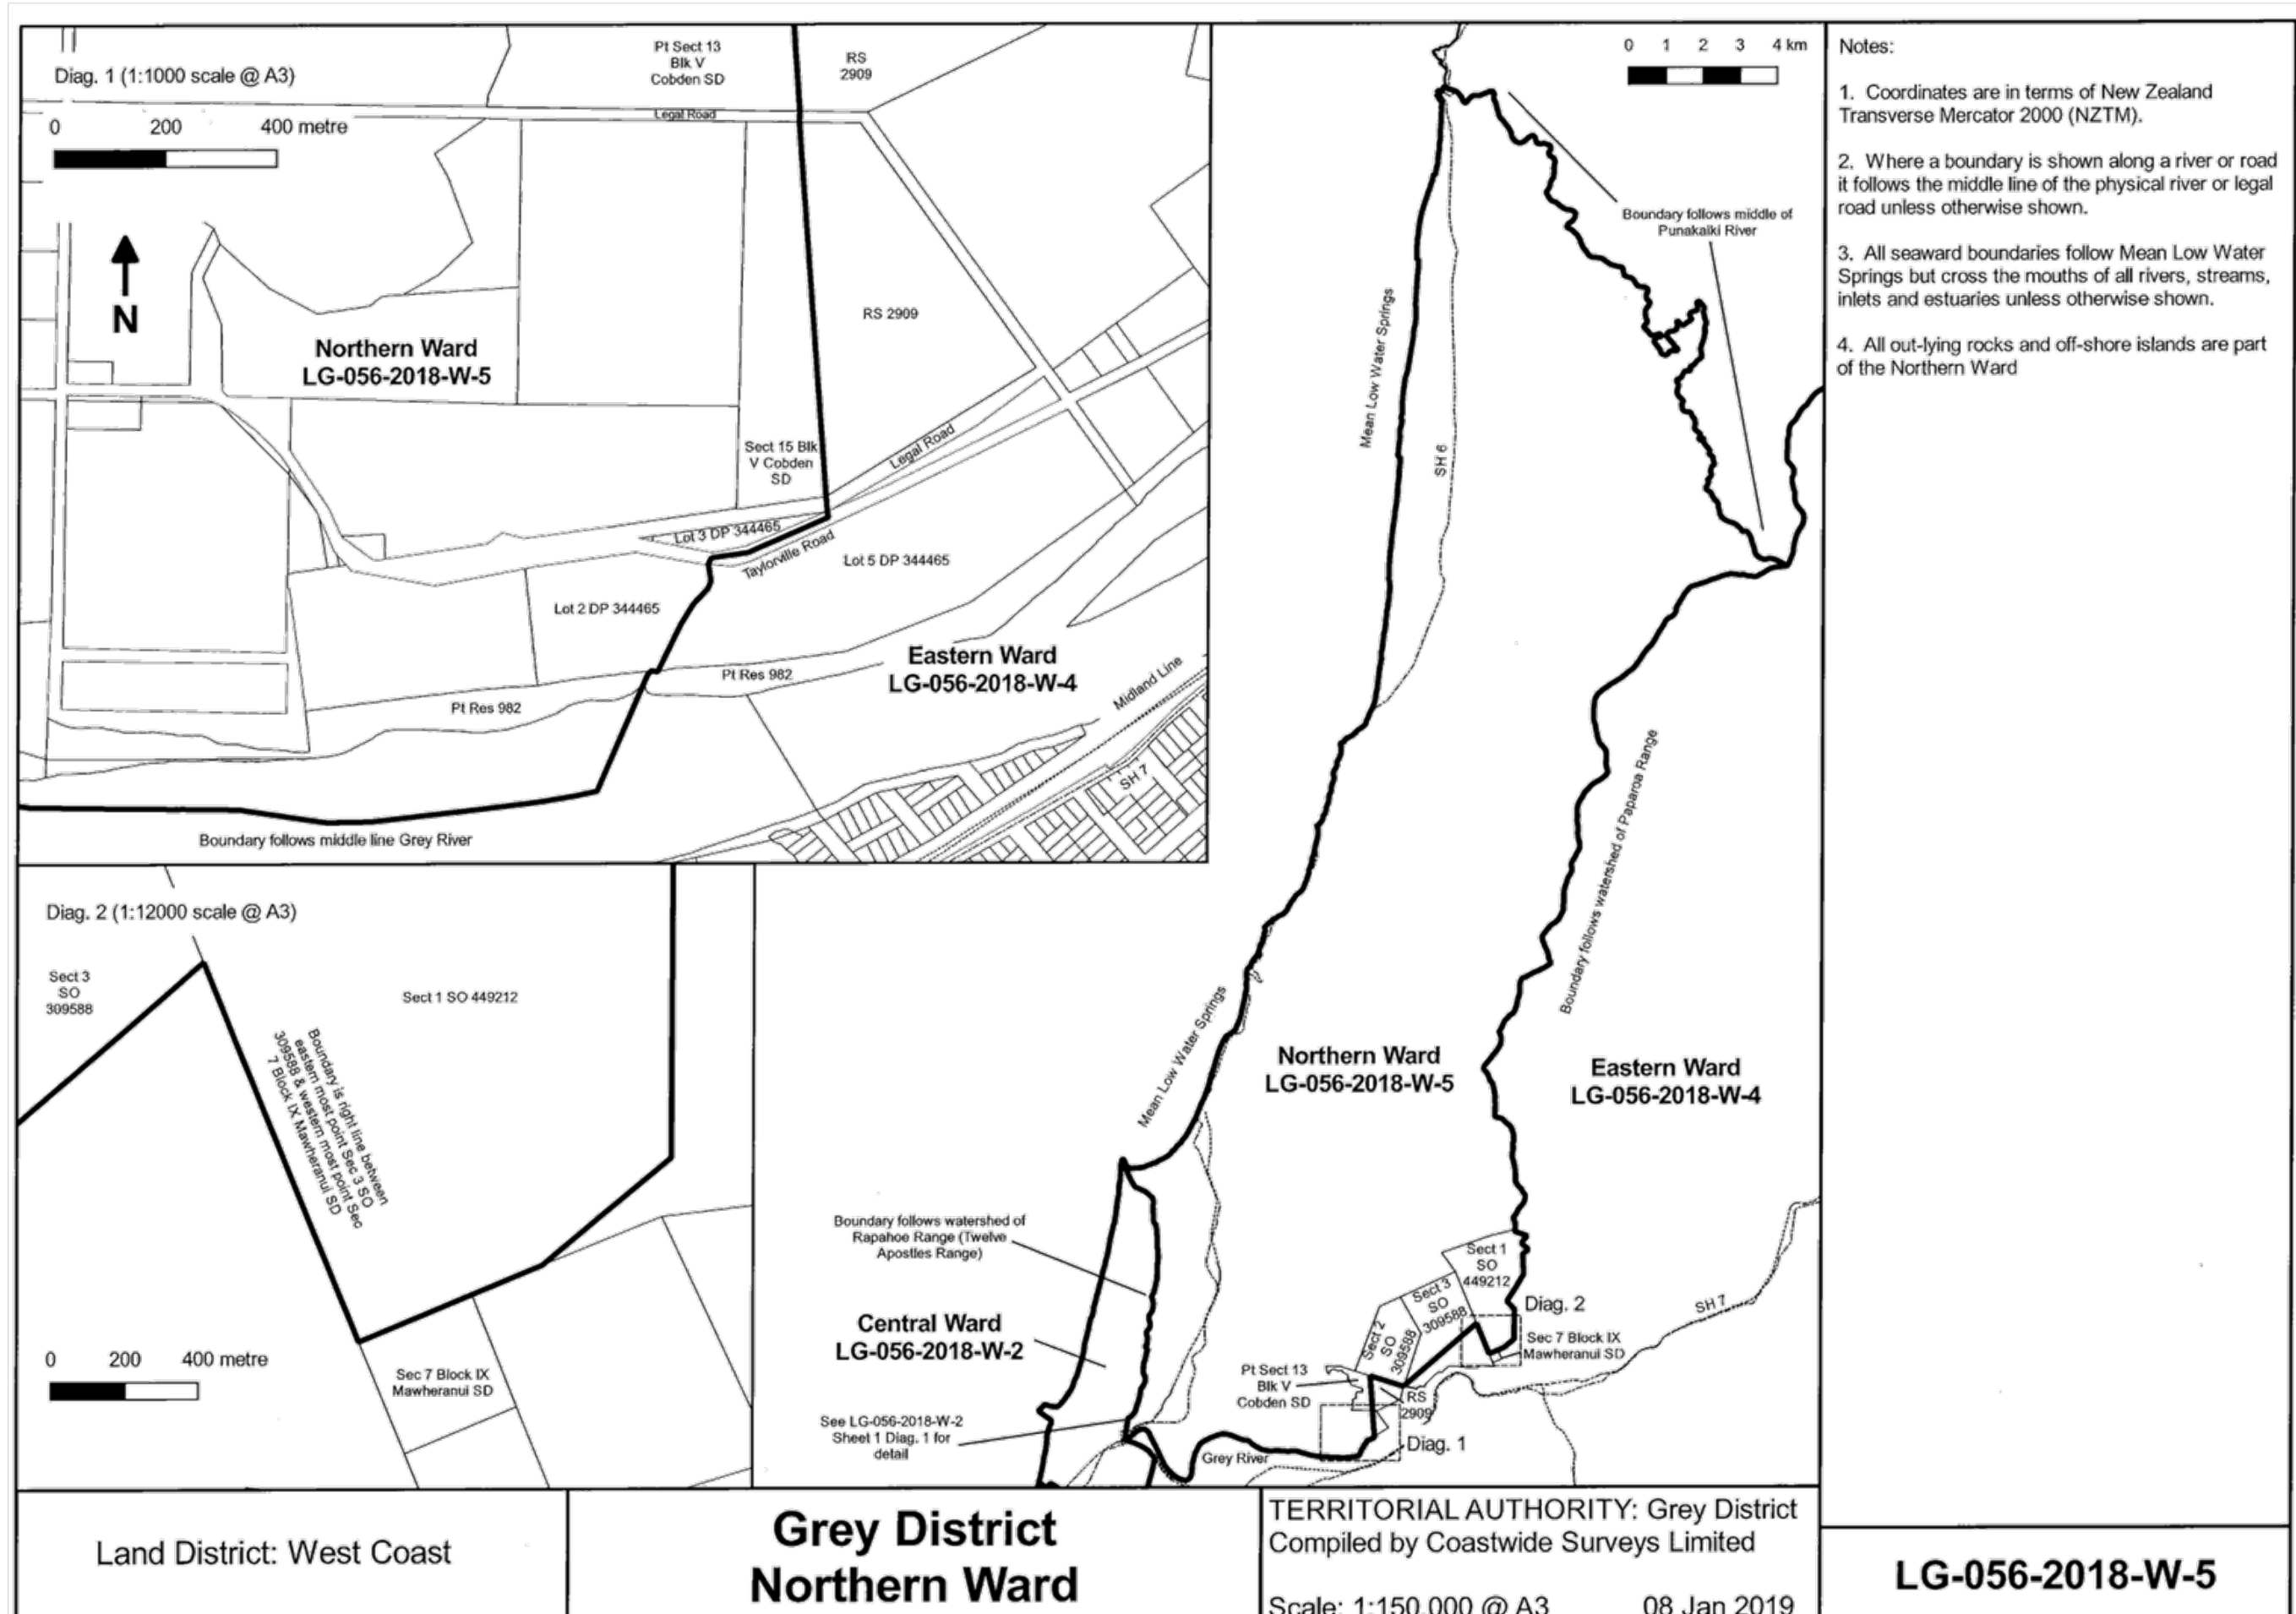 Diag. 1 (1:1000 scale @ A3)
0 200 400 metre
N
Pt Sect 13
Blk V
Cobden SD
RS
2909
Legal Road
Northern Ward
LG-056-2018-W-5
RS 2909
Sect 15 Blk
V Cobden
SD
Legal Road
Lot 3 DP 344465
Taylorville Road
Lot 5 DP 344465
Lot 2 DP 344465
Eastern Ward
LG-056-2018-W-4
Pt Res 982
Pt Res 982
Midland Line
SH 7
Boundary follows middle line Grey River
Diag. 2 (1:12000 scale @ A3)
Sect 3
SO
309588
Sect 1 SO 449212
Boundary is right line between
eastern most point Sec 3 SO
309588 & western most point Sec
7 Block IX Mawheranui SD
0 200 400 metre
Sec 7 Block IX
Mawheranui SD
0 1 2 3 4 km
Boundary follows middle of
Punakaiki River
Mean Low Water Springs
SH 6
Boundary follows watershed of Paparoa Range
Mean Low Water Springs
Northern Ward
LG-056-2018-W-5
Eastern Ward
LG-056-2018-W-4
Boundary follows watershed of
Rapahoe Range (Twelve
Apostles Range)
Central Ward
LG-056-2018-W-2
See LG-056-2018-W-2
Sheet 1 Diag. 1 for
detail
Sect 1
SO
449212
Sect 3
SO
309588
Sect 2
SO
309588
Diag. 2
SH 7
Sec 7 Block IX
Mawheranui SD
Pt Sect 13
Blk V
Cobden SD
RS
2909
Diag. 1
Grey River
Notes:
1. Coordinates are in terms of New Zealand
Transverse Mercator 2000 (NZTM).
2. Where a boundary is shown along a river or road
it follows the middle line of the physical river or legal
road unless otherwise shown.
3. All seaward boundaries follow Mean Low Water
Springs but cross the mouths of all rivers, streams,
inlets and estuaries unless otherwise shown.
4. All out-lying rocks and off-shore islands are part
of the Northern Ward
Land District: West Coast
Grey District
Northern Ward
TERRITORIAL AUTHORITY: Grey District
Compiled by Coastwide Surveys Limited
Scale: 1:150,000 @ A3 08 Jan 2019
LG-056-2018-W-5